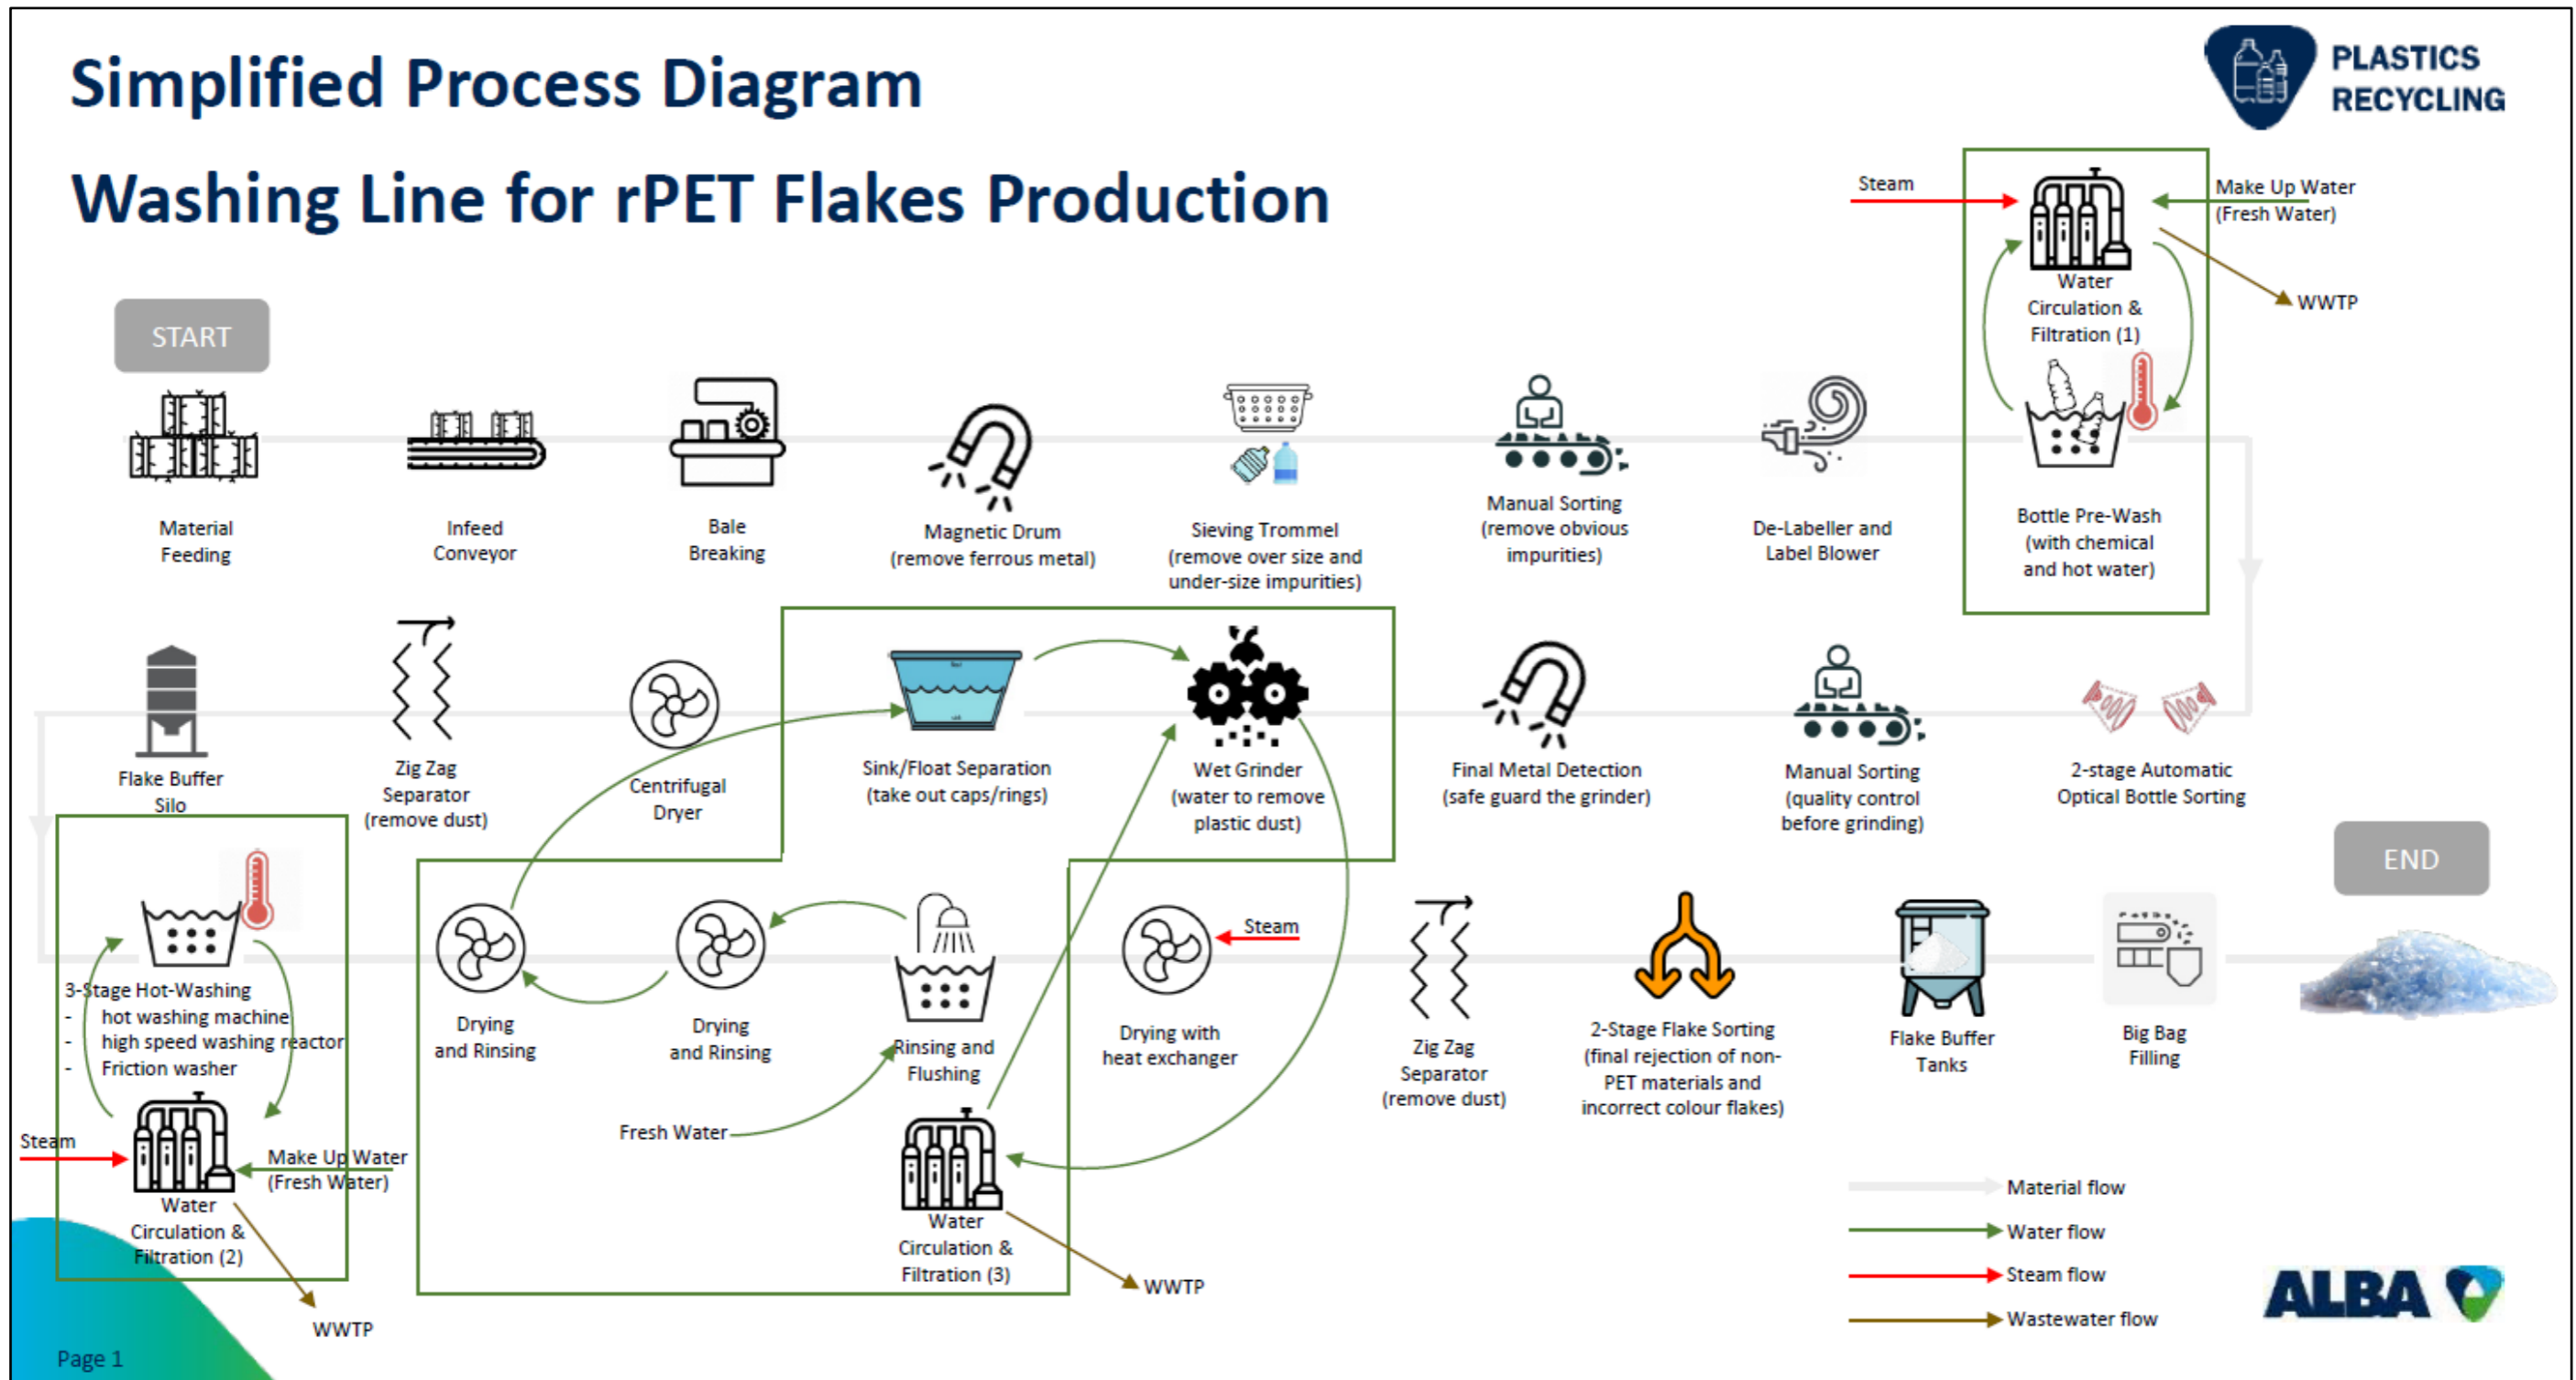 Simplified Process Diagram
Washing Line for rPET Flakes Production
PLASTICS
RECYCLING
Steam
Make Up Water
(Fresh Water)
Water
Circulation &
Filtration (1)
WWTP
START
Material
Feeding
Infeed
Conveyor
Bale
Breaking
Magnetic Drum
(remove ferrous metal)
Sieving Trommel
(remove over size and
under-size impurities)
Manual Sorting
(remove obvious
impurities)
De-Labeller and
Label Blower
Bottle Pre-Wash
(with chemical
and hot water)
Flake Buffer
Silo
Zig Zag
Separator
(remove dust)
Centrifugal
Dryer
Sink/Float Separation
(take out caps/rings)
Wet Grinder
(water to remove
plastic dust)
Final Metal Detection
(safe guard the grinder)
Manual Sorting
(quality control
before grinding)
2-stage Automatic
Optical Bottle Sorting
END
3-Stage Hot-Washing
- hot washing machine
- high speed washing reactor
- Friction washer
Drying
and Rinsing
Drying
and Rinsing
Rinsing and
Flushing
Steam
Drying with
heat exchanger
Zig Zag
Separator
(remove dust)
2-Stage Flake Sorting
(final rejection of non-
PET materials and
incorrect colour flakes)
Flake Buffer
Tanks
Big Bag
Filling
Steam
Make Up Water
(Fresh Water)
Water
Circulation &
Filtration (2)
WWTP
Fresh Water
Water
Circulation &
Filtration (3)
WWTP
Material flow
Water flow
Steam flow
Wastewater flow
ALBA
Page 1